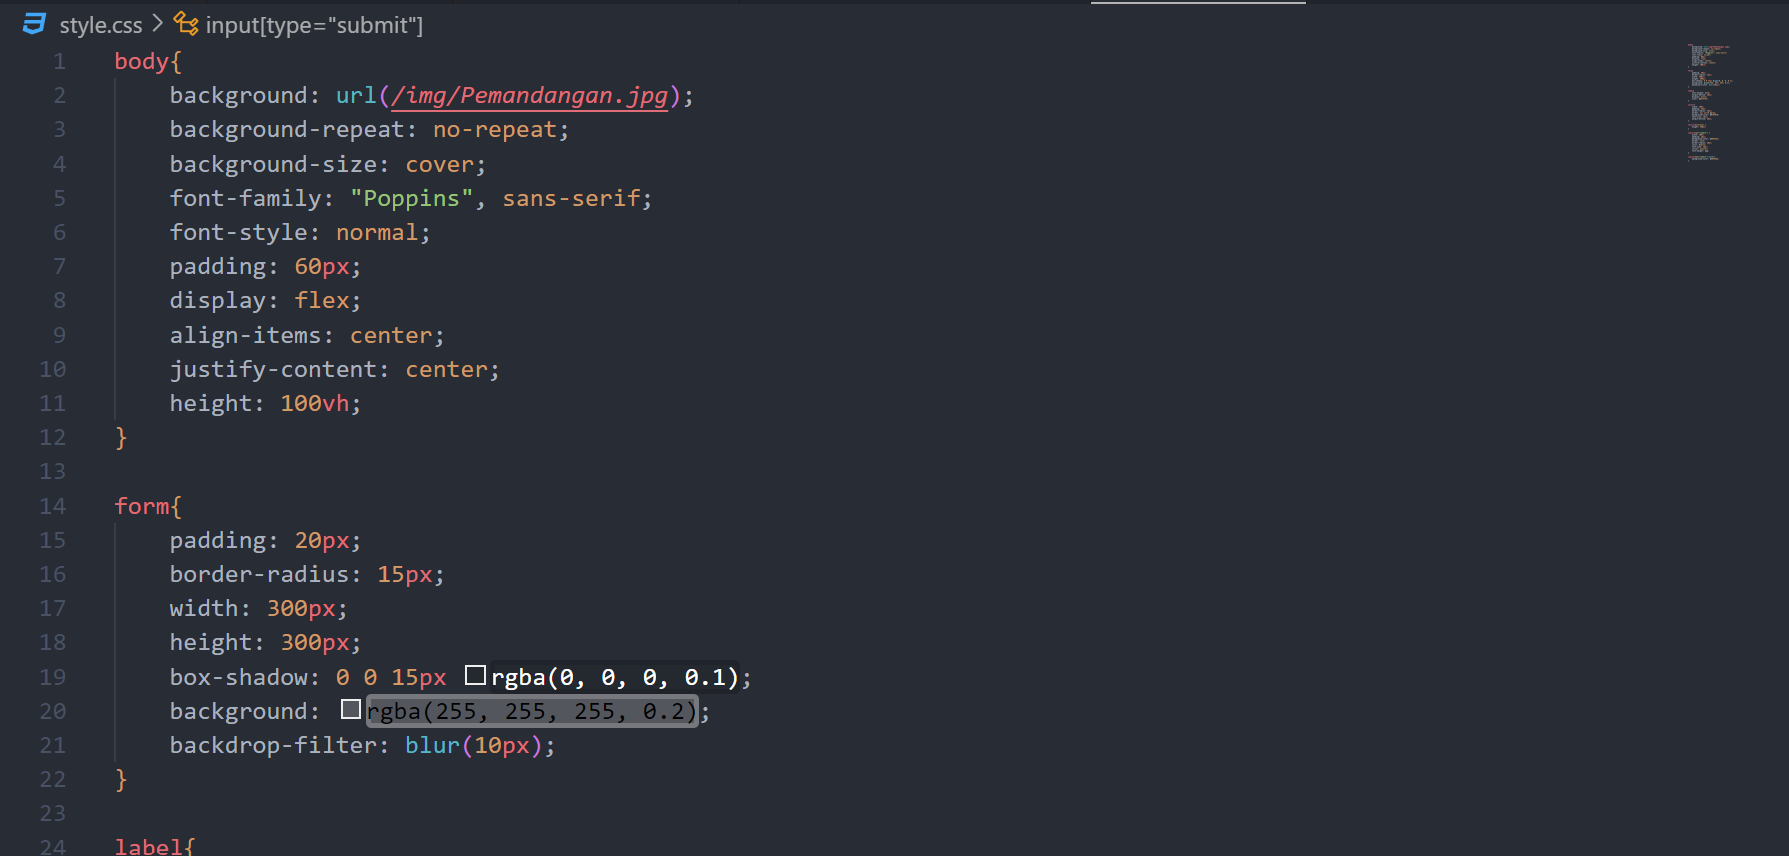 style.css > input[type="submit"]
1 body{
2 background: url(/img/Pemandangan.jpg);
3 background-repeat: no-repeat;
4 background-size: cover;
5 font-family: "Poppins", sans-serif;
6 font-style: normal;
7 padding: 60px;
8 display: flex;
9 align-items: center;
10 justify-content: center;
11 height: 100vh;
12 }
13
14 form{
15 padding: 20px;
16 border-radius: 15px;
17 width: 300px;
18 height: 300px;
19 box-shadow: 0 0 15px rgba(0, 0, 0, 0.1);
20 background: rgba(255, 255, 255, 0.2);
21 backdrop-filter: blur(10px);
22 }
23
24 label{